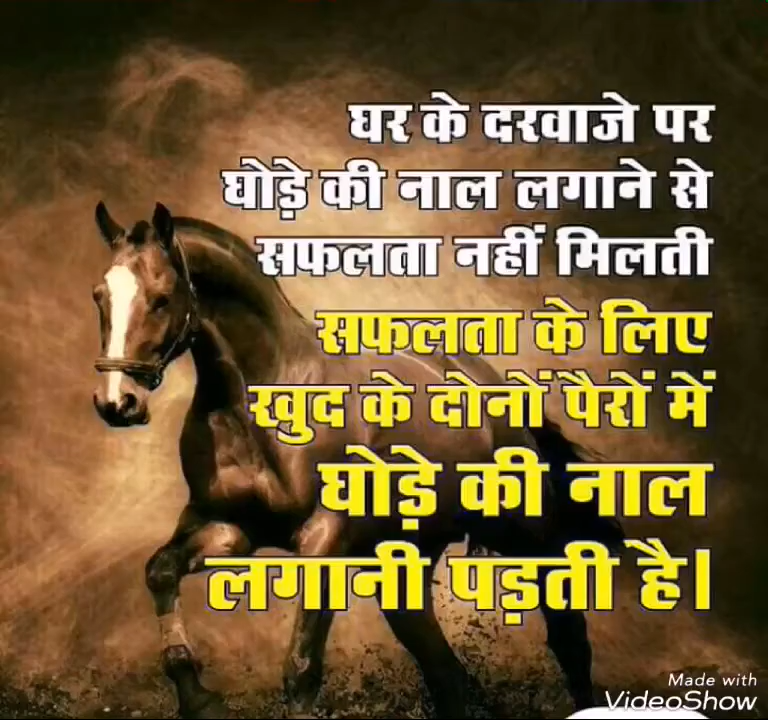 घर के दरवाजे पर
घोड़े की नाल लगाने से
सफलता नहीं मिलती
सफलता के लिए
खुद के दोनों पैरों में
घोड़े की नाल
लगानी पड़ती है।
Made with
VideoShow